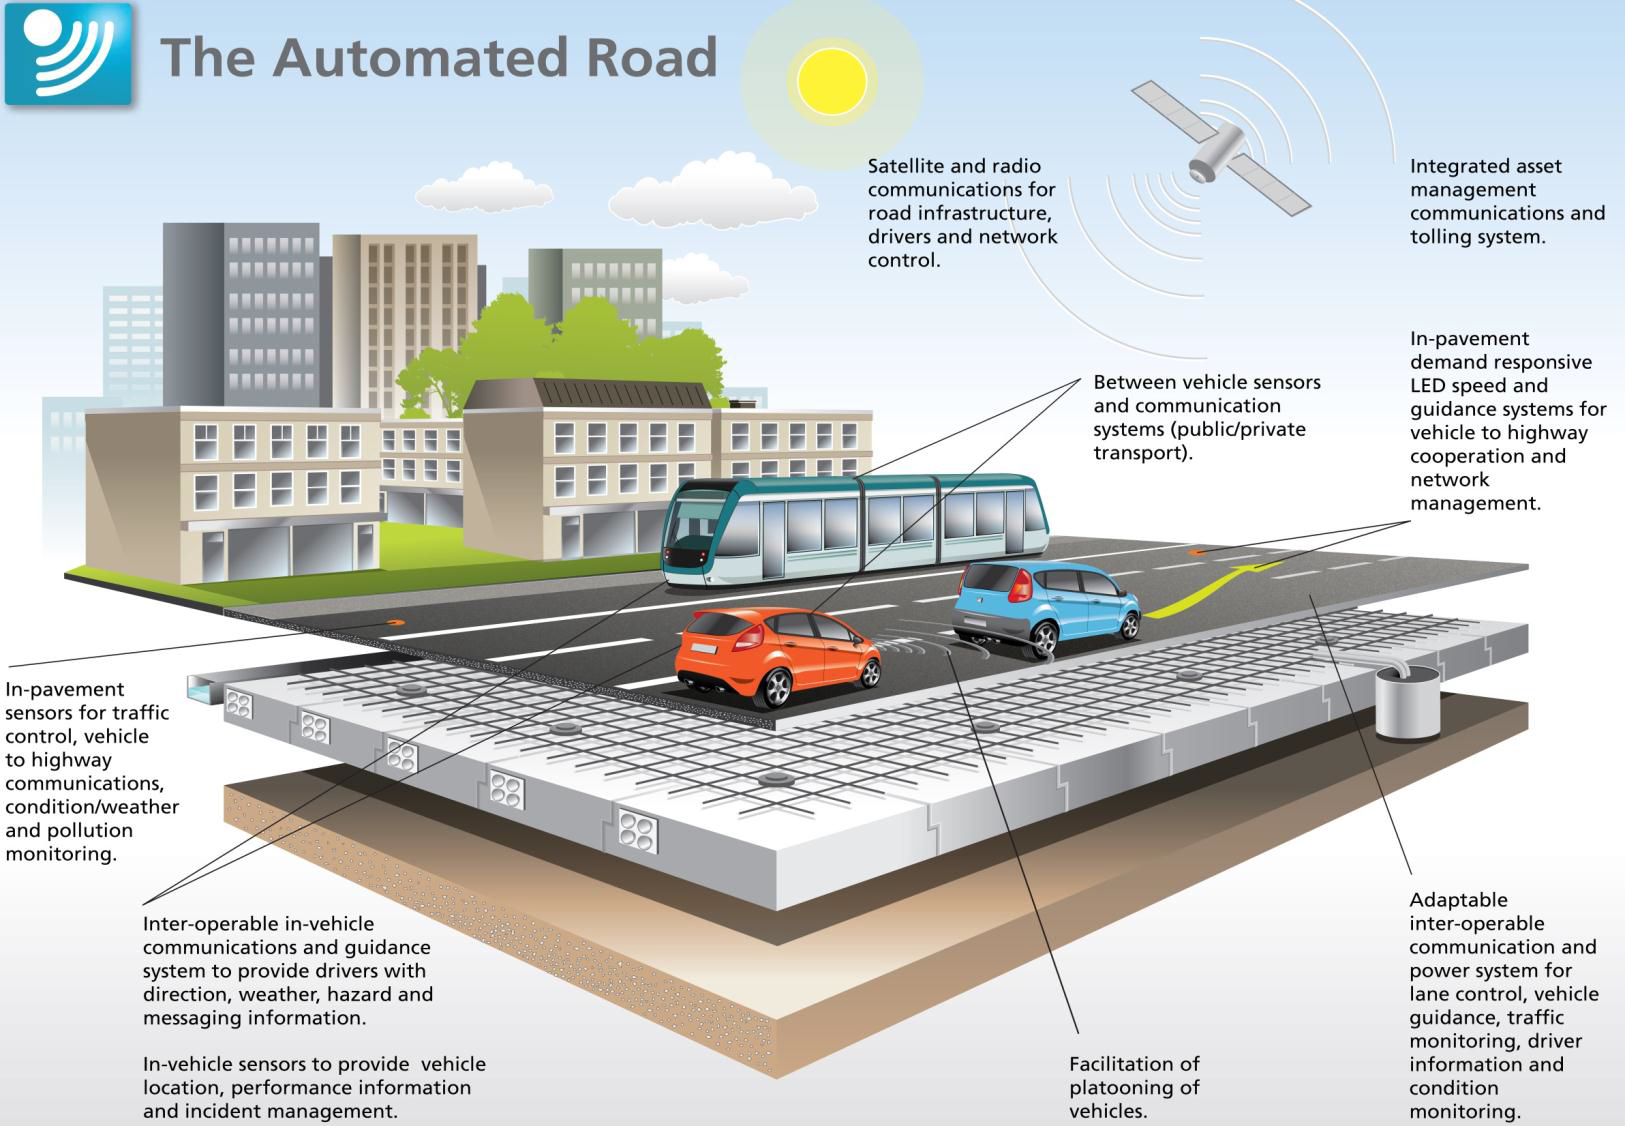 The Automated Road
Satellite and radio
communications for
road infrastructure,
drivers and network
control.
Integrated asset
management
communications and
tolling system.
In-pavement
demand responsive
LED speed and
guidance systems for
vehicle to highway
cooperation and
network
management.
Between vehicle sensors
and communication
systems (public/private
transport).
In-pavement
sensors for traffic
control, vehicle
to highway
communications,
condition/weather
and pollution
monitoring.
Inter-operable in-vehicle
communications and guidance
system to provide drivers with
direction, weather, hazard and
messaging information.
In-vehicle sensors to provide  vehicle
location, performance information
and incident management.
Facilitation of
platooning of
vehicles.
Adaptable
inter-operable
communication and
power system for
lane control, vehicle
guidance, traffic
monitoring, driver
information and
condition
monitoring.